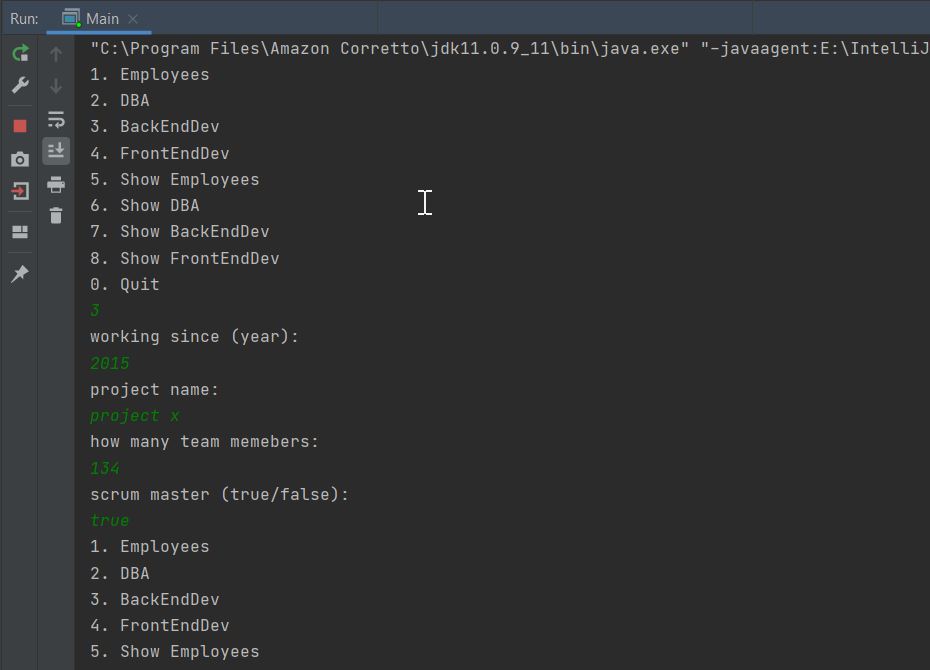 Run: Main
"C:\Program Files\Amazon Corretto\jdk11.0.9_11\bin\java.exe" "-javaagent:E:\IntelliJ
1. Employees
2. DBA
3. BackEndDev
4. FrontEndDev
5. Show Employees
6. Show DBA
7. Show BackEndDev
8. Show FrontEndDev
0. Quit
3
working since (year):
2015
project name:
project x
how many team memebers:
134
scrum master (true/false):
true
1. Employees
2. DBA
3. BackEndDev
4. FrontEndDev
5. Show Employees